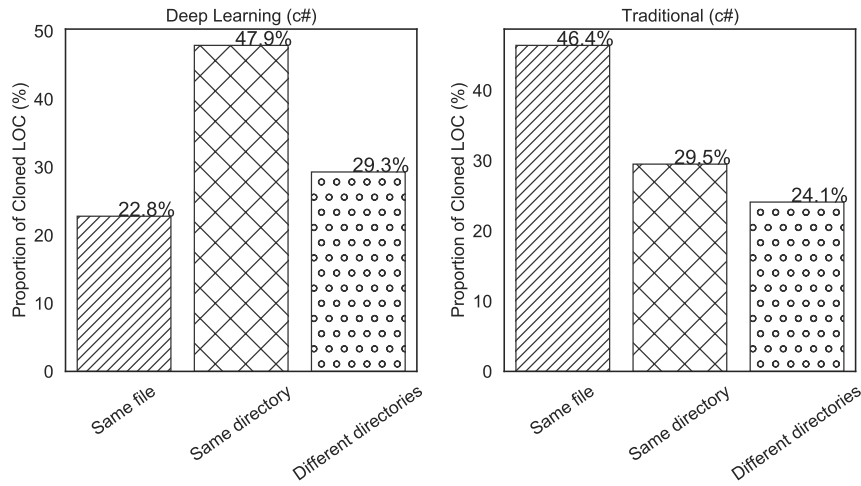 Deep Learning (c#)
Proportion of Cloned LOC (%)
50
40
30
20
10
0
22.8%
47.9%
29.3%
Same file
Same directory
Different directories
Traditional (c#)
Proportion of Cloned LOC (%)
40
30
20
10
0
46.4%
29.5%
24.1%
Same file
Same directory
Different directories